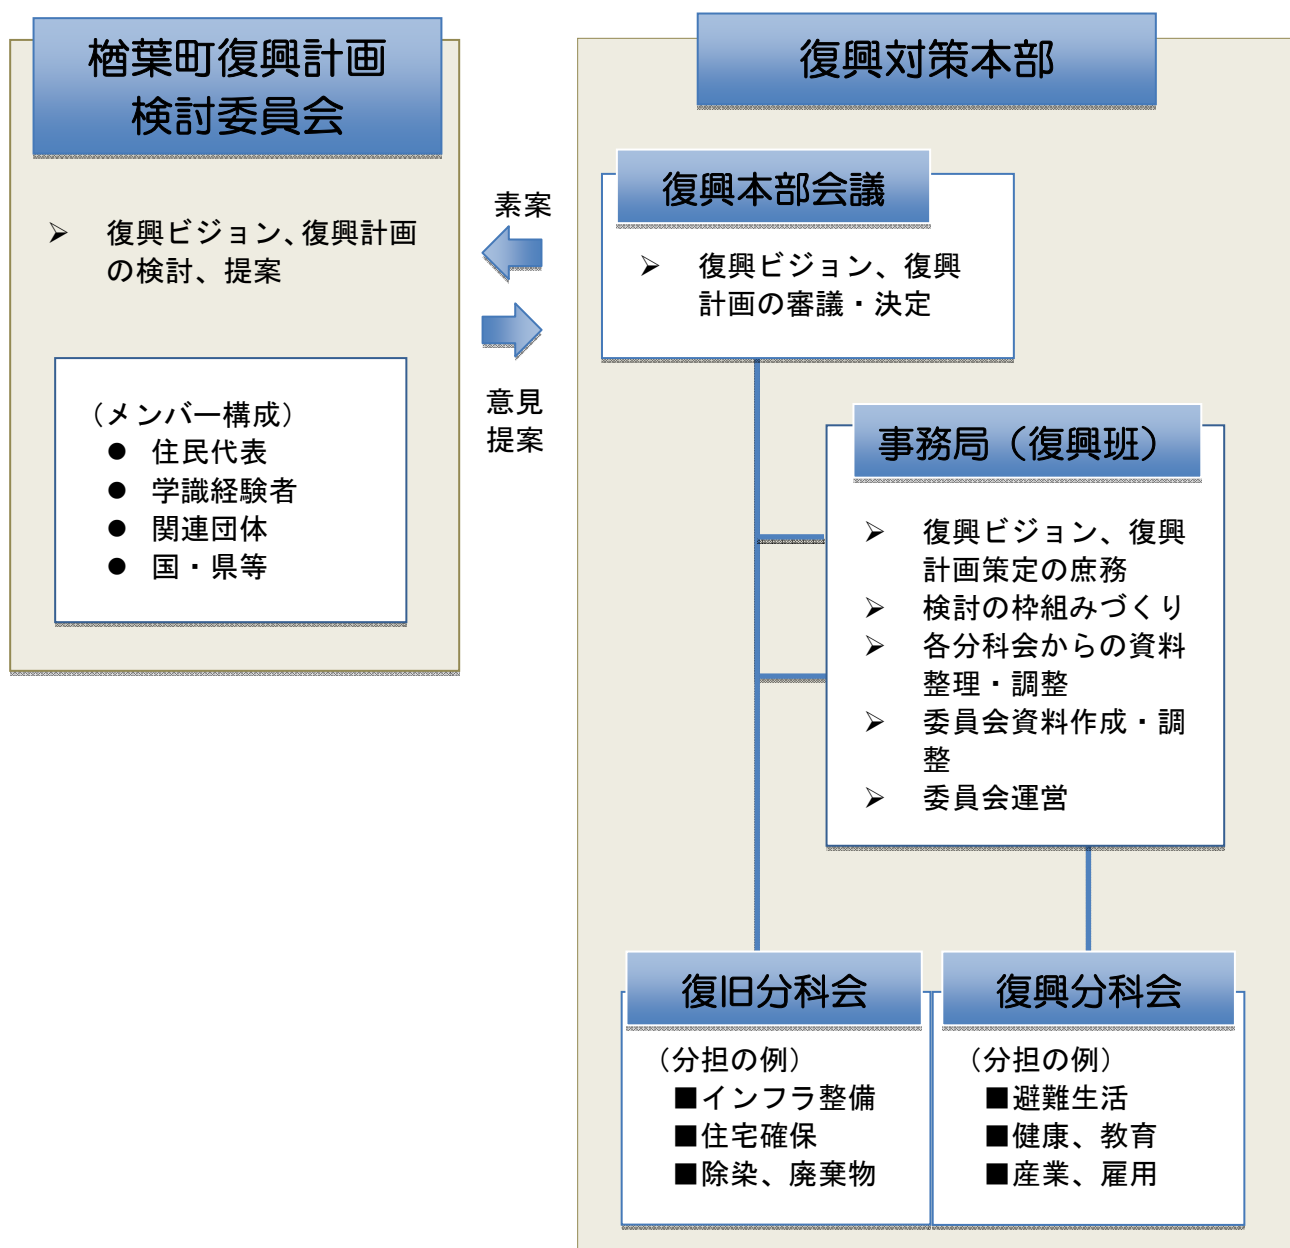 楢葉町復興計画
検討委員会
➢ 復興ビジョン、復興計画
の検討、提案
（メンバー構成）
● 住民代表
● 学識経験者
● 関連団体
● 国・県等
素案
意見
提案
復興対策本部
復興本部会議
➢ 復興ビジョン、復興
計画の審議・決定
事務局（復興班）
➢ 復興ビジョン、復興
計画策定の庶務
➢ 検討の枠組みづくり
➢ 各分科会からの資料
整理・調整
➢ 委員会資料作成・調
整
➢ 委員会運営
復旧分科会
（分担の例）
■インフラ整備
■住宅確保
■除染、廃棄物
復興分科会
（分担の例）
■避難生活
■健康、教育
■産業、雇用